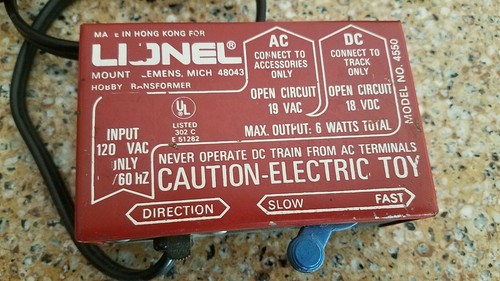 MA E IN HONG KONG FOR
LIONEL®
MOUNT EMENS, MICH 48043
HOBBY RANSFORMER
AC
CONNECT TO
ACCESSORIES
ONLY
OPEN CIRCUIT
19 VAC
DC
CONNECT TO
TRACK
ONLY
OPEN CIRCUIT
18 VDC
MODEL NO. 4550
MAX. OUTPUT: 6 WATTS TOTAL
UL
LISTED
302 C
E 51282
INPUT
120 VAC
ONLY
/60 HZ
NEVER OPERATE DC TRAIN FROM AC TERMINALS
CAUTION-ELECTRIC TOY
DIRECTION
SLOW
FAST